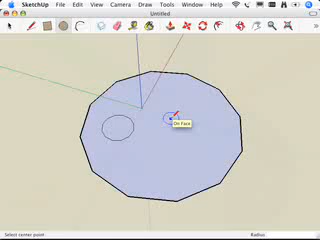 SketchUp File Edit View Camera Draw Tools Window Help
Untitled
On Face
Select center point
Radius